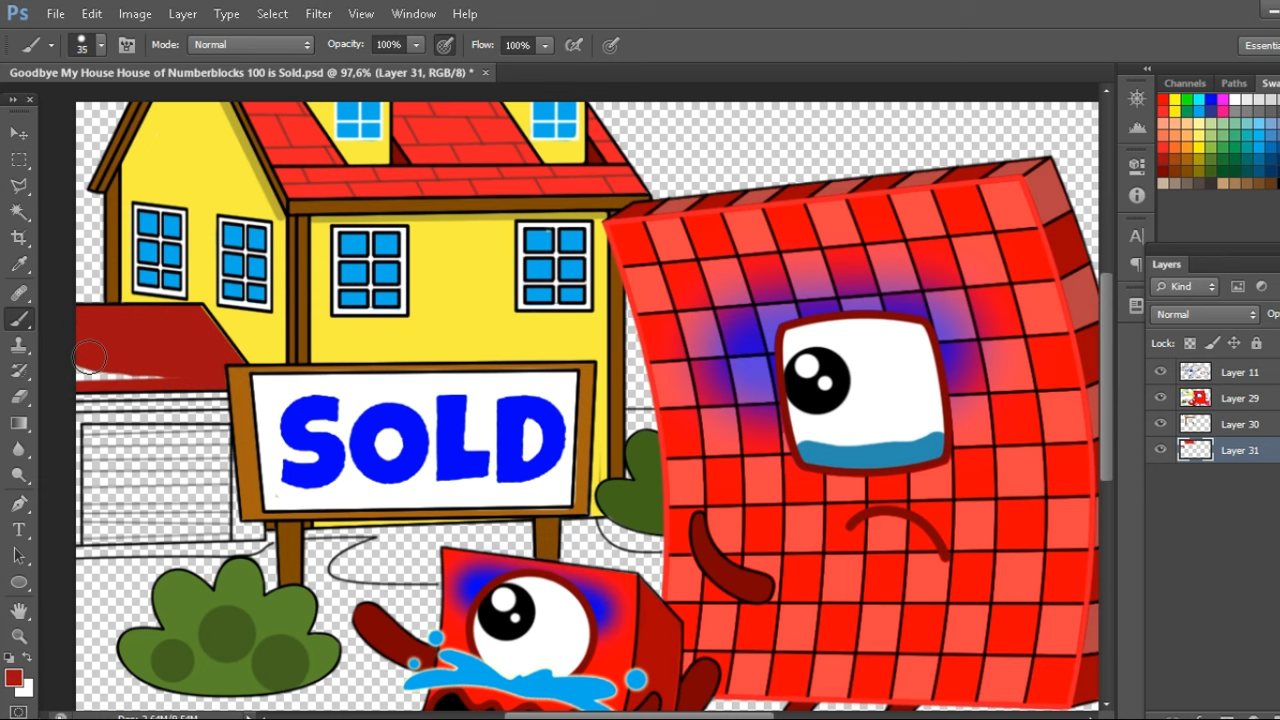 Ps File Edit Image Layer Type Select Filter View Window Help
35 Mode: Normal Opacity: 100% Flow: 100%
Goodbye My House House of Numberblocks 100 is Sold.psd @ 97,6% (Layer 31, RGB/8) * ×
Channels Paths
Layers
Kind
Normal
Lock:
Layer 11
Layer 29
Layer 30
Layer 31
SOLD